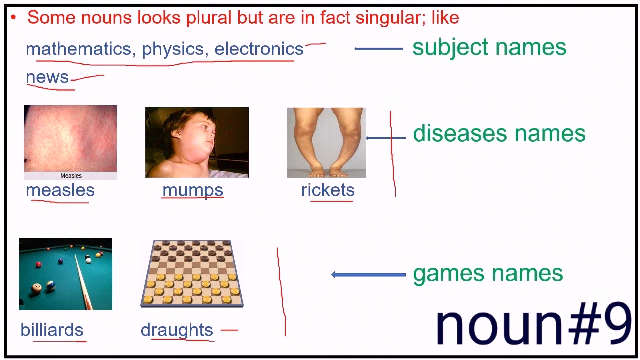 • Some nouns looks plural but are in fact singular; like
mathematics, physics, electronics
subject names
news
Measles
diseases names
measles mumps rickets
games names
billiards draughts
noun#9